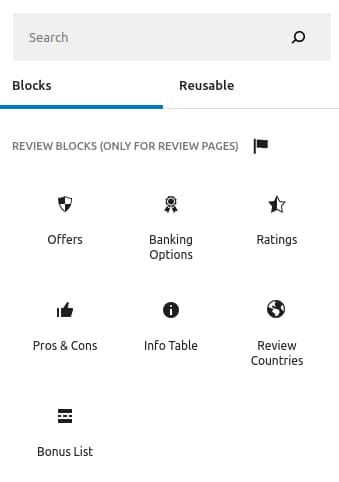 Search
Blocks Reusable
REVIEW BLOCKS (ONLY FOR REVIEW PAGES)
Offers
Banking
Options
Ratings
Pros & Cons
Info Table
Review
Countries
Bonus List